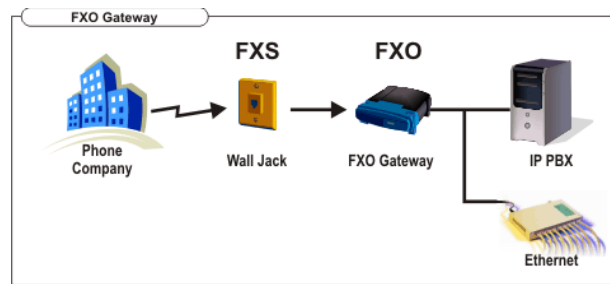 FXO Gateway
FXS
FXO
Phone
Company
Wall Jack
FXO Gateway
IP PBX
Ethernet